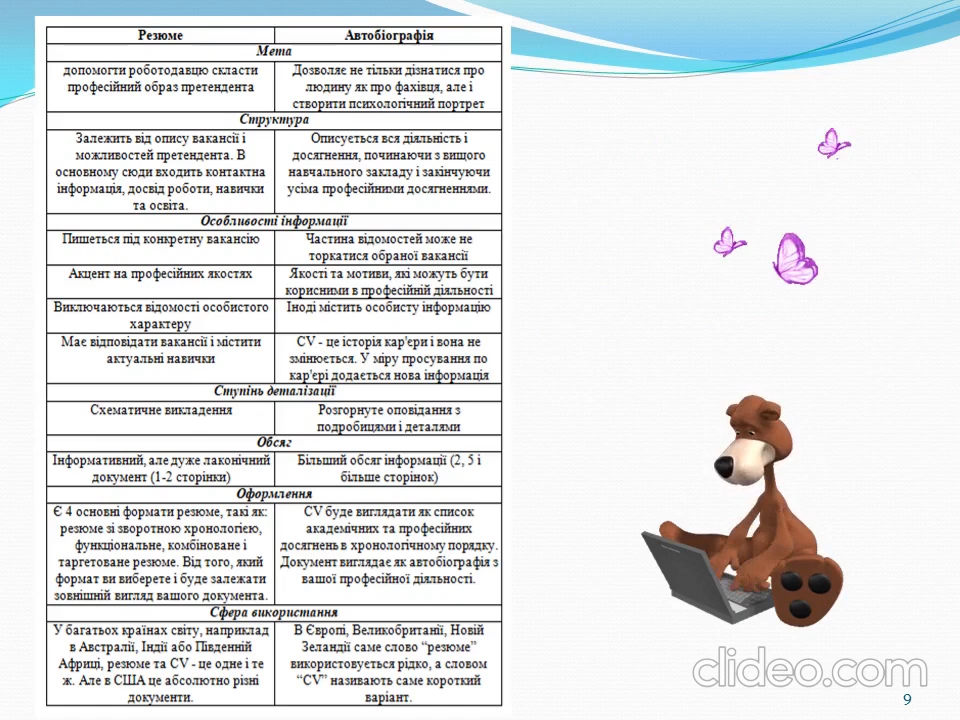 Резюме Автобіографія
Мета
допомогти роботодавцю скласти
професійний образ претендента
Дозволяє не тільки дізнатися про
людину як про фахівця, але і
створити психологічний портрет
Структура
Залежить від опису вакансії і
можливостей претендента. В
основному сюди входить контактна
інформація, досвід роботи, навички
та освіта.
Описується вся діяльність і
досягнення, починаючи з вищого
навчального закладу і закінчуючи
усіма професійними досягненнями.
Особливості інформації
Пишеться під конкретну вакансію
Частина відомостей може не
торкатися обраної вакансії
Акцент на професійних якостях
Якості та мотиви, які можуть бути
корисними в професійній діяльності
Виключаються відомості особистого
характеру
Іноді містить особисту інформацію
Має відповідати вакансії і містити
актуальні навички
CV - це історія кар'єри і вона не
змінюється. У міру просування по
кар'єрі додається нова інформація
Ступінь деталізації
Схематичне викладення
Розгорнуте оповідання з
подробицями і деталями
Обсяг
Інформативний, але дуже лаконічний
документ (1-2 сторінки)
Більший обсяг інформації (2, 5 і
більше сторінок)
Оформлення
Є 4 основні формати резюме, такі як:
резюме зі зворотною хронологією,
функціональне, комбіноване і
таргетоване резюме. Від того, який
формат ви виберете і буде залежати
зовнішній вигляд вашого документа.
CV буде виглядати як список
академічних та професійних
досягнень в хронологічному порядку.
Документ виглядає як автобіографія з
вашої професійної діяльності.
Сфера використання
У багатьох країнах світу, наприклад
в Австралії, Індії або Південній
Африці, резюме та CV - це одне і те
ж. Але в США це абсолютно різні
документи.
В Європі, Великобританії, Новій
Зеландії саме слово “резюме”
використовується рідко, а словом
“CV” називають саме короткий
варіант.
clideo.com
9